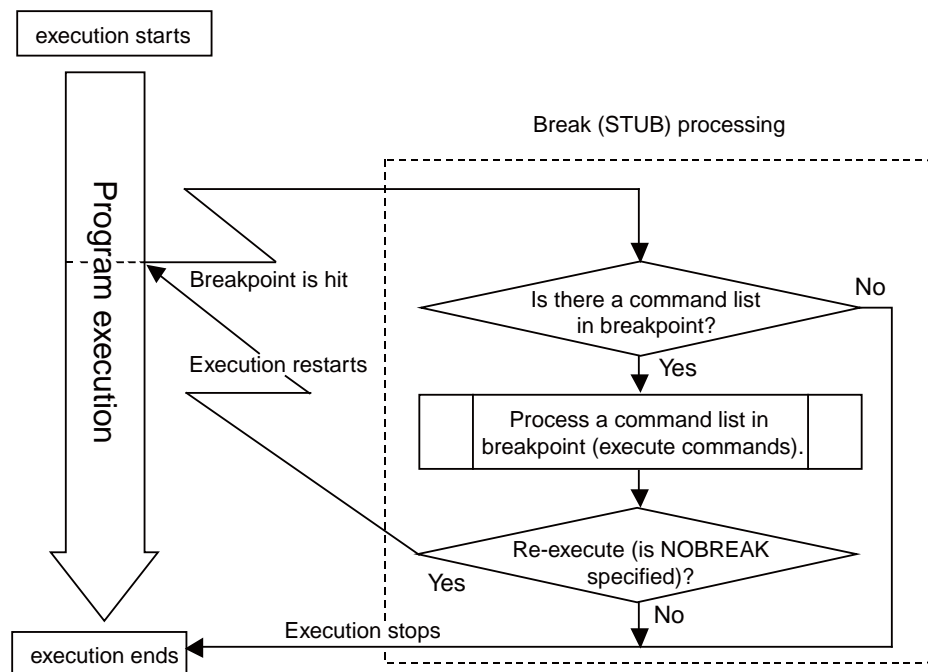 execution starts
Break (STUB) processing
Program execution
Breakpoint is hit
Is there a command list
in breakpoint?
No
Execution restarts
Yes
Process a command list in
breakpoint (execute commands).
Re-execute (is NOBREAK
specified)?
Yes
No
Execution stops
execution ends